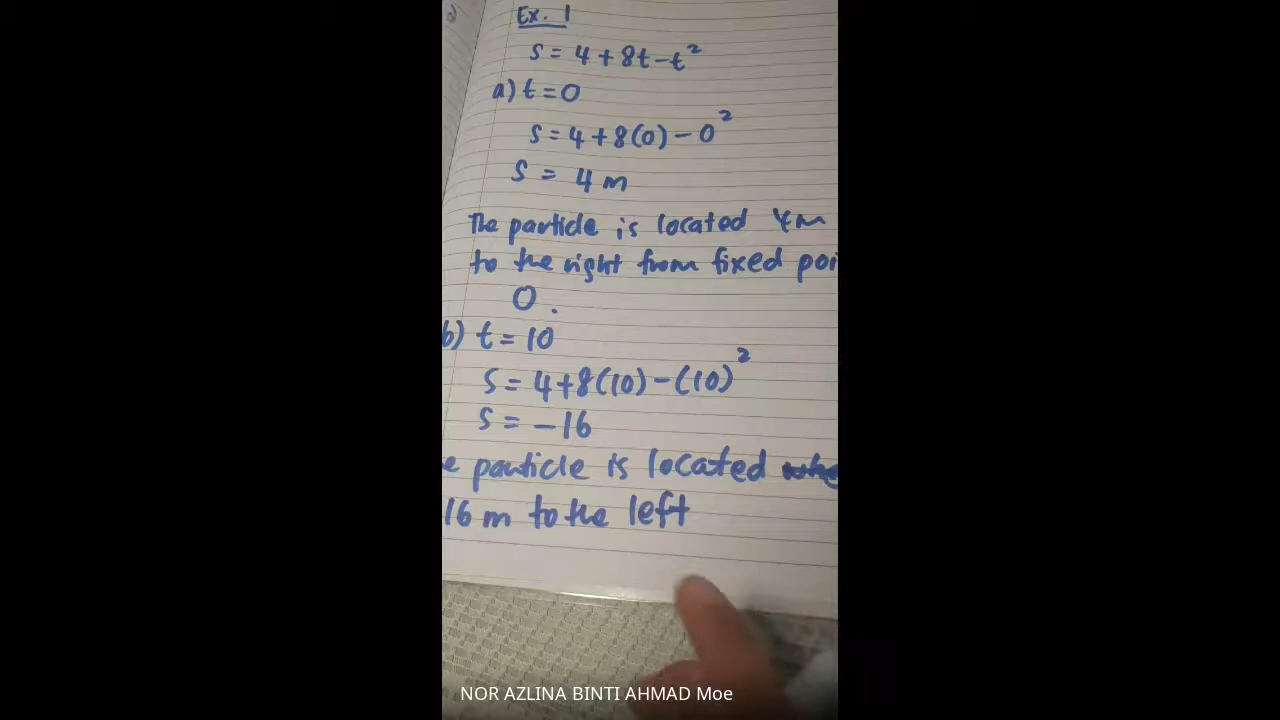 Ex. 1
s = 4 + 8t - t²
a) t = 0
s = 4 + 8(0) - 0²
s = 4 m
The particle is located 4m
to the right from fixed poi
0.
b) t = 10
s = 4+8(10) - (10)²
s = -16
e particle is located
16 m to the left
NOR AZLINA BINTI AHMAD Moe